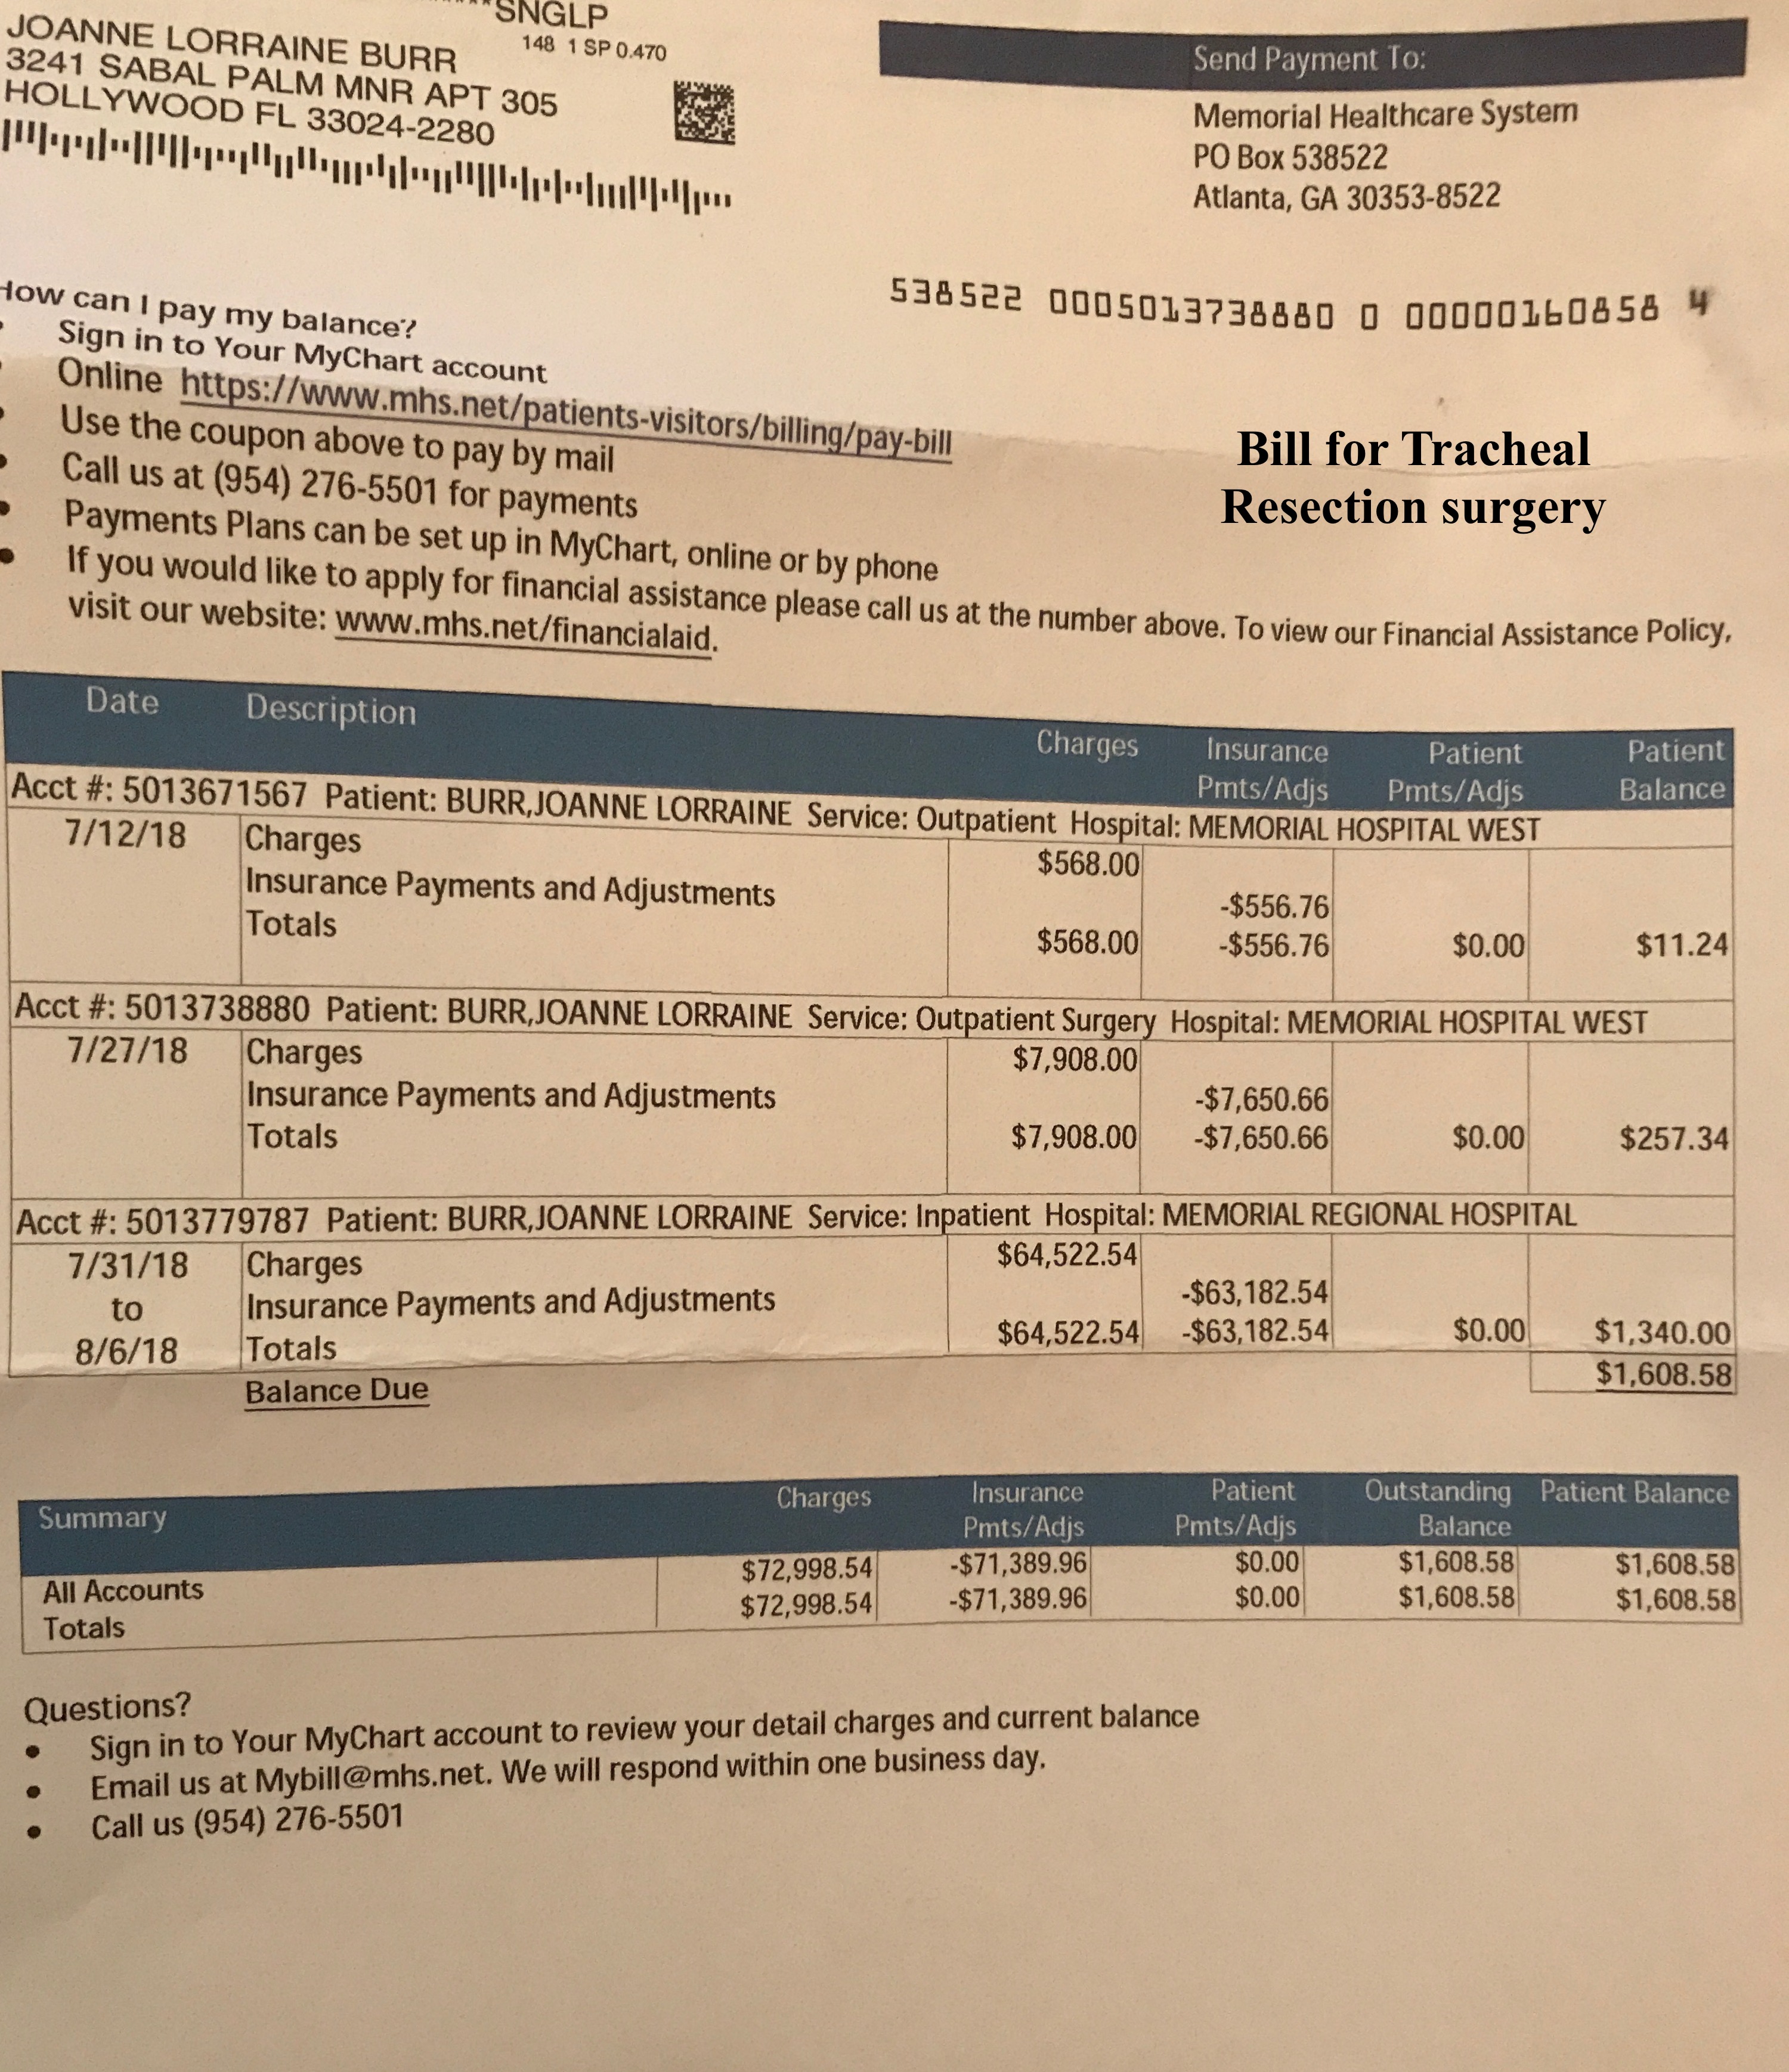 SNGLP
148 1 SP 0.470
JOANNE LORRAINE BURR
3241 SABAL PALM MNR APT 305
HOLLYWOOD FL 33024-2280
Send Payment To:
Memorial Healthcare System
PO Box 538522
Atlanta, GA 30353-8522
538522 0005013738880 0 00000160858 4
How can I pay my balance?
Sign in to Your MyChart account
Online https://www.mhs.net/patients-visitors/billing/pay-bill
Use the coupon above to pay by mail
Call us at (954) 276-5501 for payments
Payments Plans can be set up in MyChart, online or by phone
If you would like to apply for financial assistance please call us at the number above. To view our Financial Assistance Policy,
visit our website: www.mhs.net/financialaid.
Bill for Tracheal
Resection surgery
Date Description Charges Insurance Pmts/Adjs Patient Pmts/Adjs Patient Balance
Acct #: 5013671567 Patient: BURR,JOANNE LORRAINE Service: Outpatient Hospital: MEMORIAL HOSPITAL WEST
7/12/18 Charges $568.00
Insurance Payments and Adjustments -$556.76
Totals $568.00 -$556.76 $0.00 $11.24
Acct #: 5013738880 Patient: BURR,JOANNE LORRAINE Service: Outpatient Surgery Hospital: MEMORIAL HOSPITAL WEST
7/27/18 Charges $7,908.00
Insurance Payments and Adjustments -$7,650.66
Totals $7,908.00 -$7,650.66 $0.00 $257.34
Acct #: 5013779787 Patient: BURR,JOANNE LORRAINE Service: Inpatient Hospital: MEMORIAL REGIONAL HOSPITAL
7/31/18 Charges $64,522.54
to Insurance Payments and Adjustments -$63,182.54
8/6/18 Totals $64,522.54 -$63,182.54 $0.00 $1,340.00
Balance Due $1,608.58
Summary Charges Insurance Pmts/Adjs Patient Pmts/Adjs Outstanding Balance Patient Balance
All Accounts $72,998.54 -$71,389.96 $0.00 $1,608.58 $1,608.58
Totals $72,998.54 -$71,389.96 $0.00 $1,608.58 $1,608.58
Questions?
Sign in to Your MyChart account to review your detail charges and current balance
Email us at Mybill@mhs.net. We will respond within one business day.
Call us (954) 276-5501